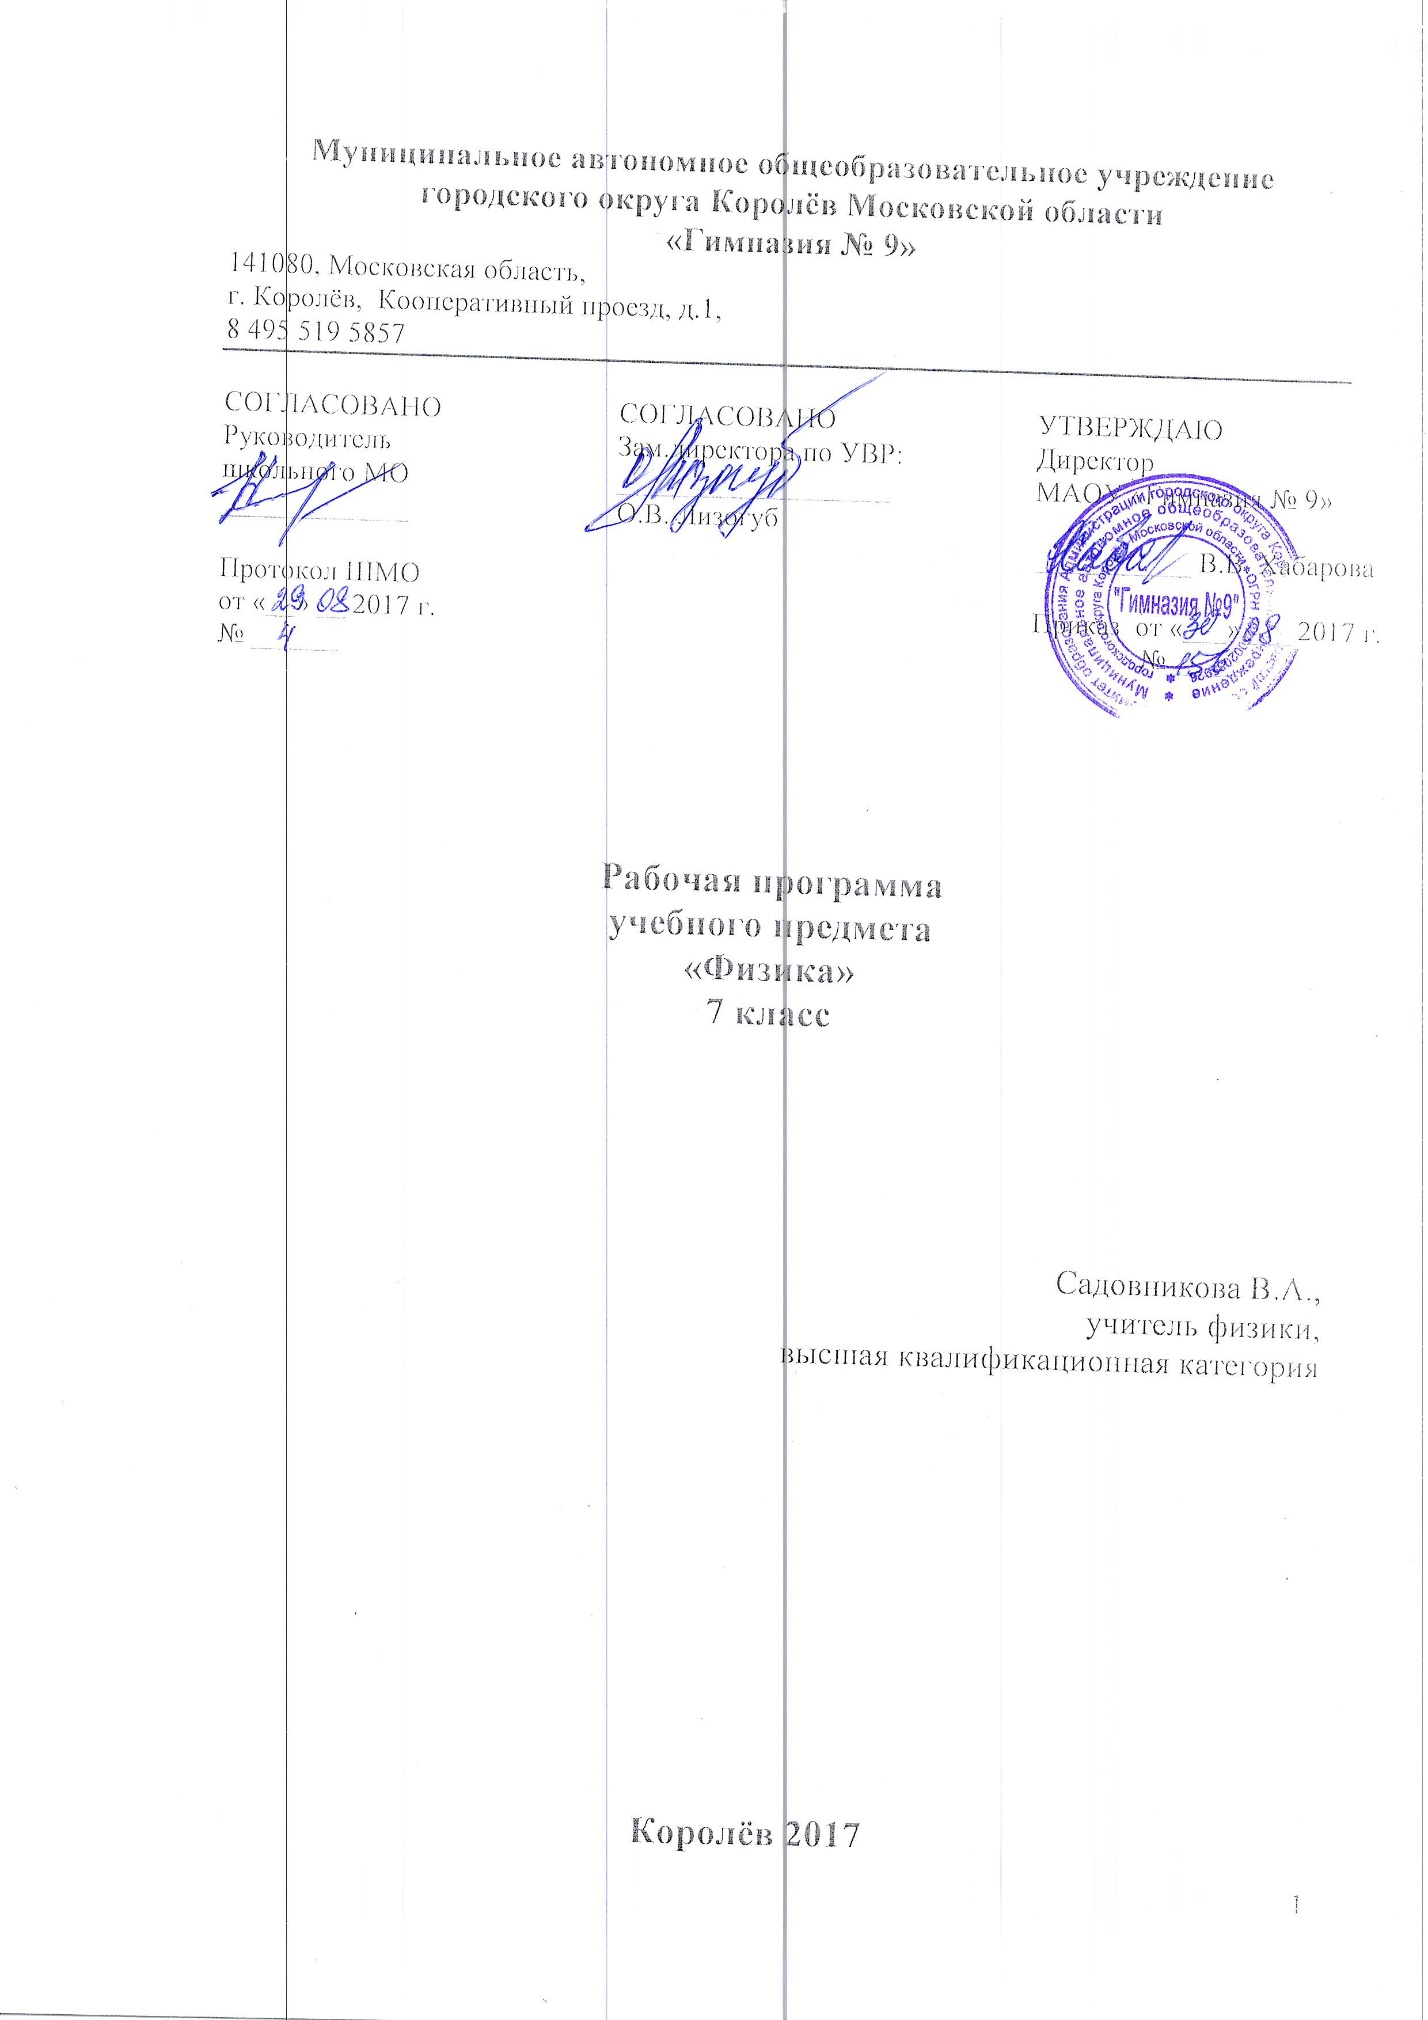 Муниципальное автономное общеобразовательное учреждение
городского округа Королёв Московской области
«Гимназия № 9»
141080, Московская область,
г. Королёв, Кооперативный проезд, д.1,
8 495 519 5857
СОГЛАСОВАНО
Руководитель
школьного МО
Протокол ШМО
от «29» 08 2017 г.
№ 4
СОГЛАСОВАНО
Зам.директора по УВР:
О.В. Лизогуб
УТВЕРЖДАЮ
Директор
МАОУ «Гимназия № 9»
Хабарова
Приказ от «30» 08 2017 г.
№
"Гимназия №9"
Рабочая программа
учебного предмета
«Физика»
7 класс
Садовникова В.А.,
учитель физики,
высшая квалификационная категория
Королёв 2017
1